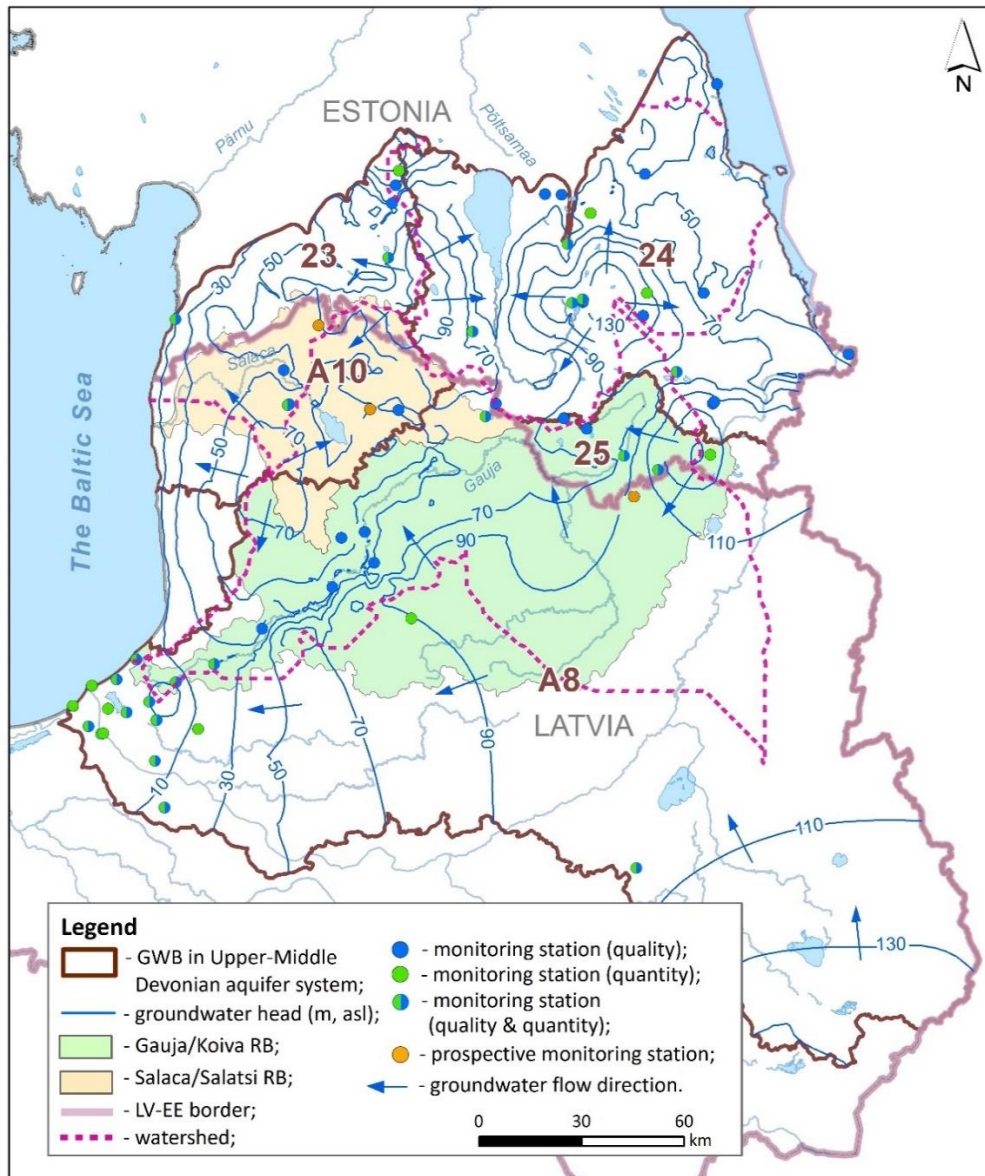 N
ESTONIA
Pärnu
Põltsamaa
50
23
50
30
24
70
70
90
130
70
90
Salaca
A10
70
50
The Baltic Sea
25
Gauja
70
70
90
110
A8
LATVIA
70
90
50
30
10
110
130
Legend
- GWB in Upper-Middle
Devonian aquifer system;
- groundwater head (m, asl);
- Gauja/Koiva RB;
- Salaca/Salatsi RB;
- LV-EE border;
- watershed;
- monitoring station (quality);
- monitoring station (quantity);
- monitoring station
(quality & quantity);
- prospective monitoring station;
- groundwater flow direction.
0 30 60
km